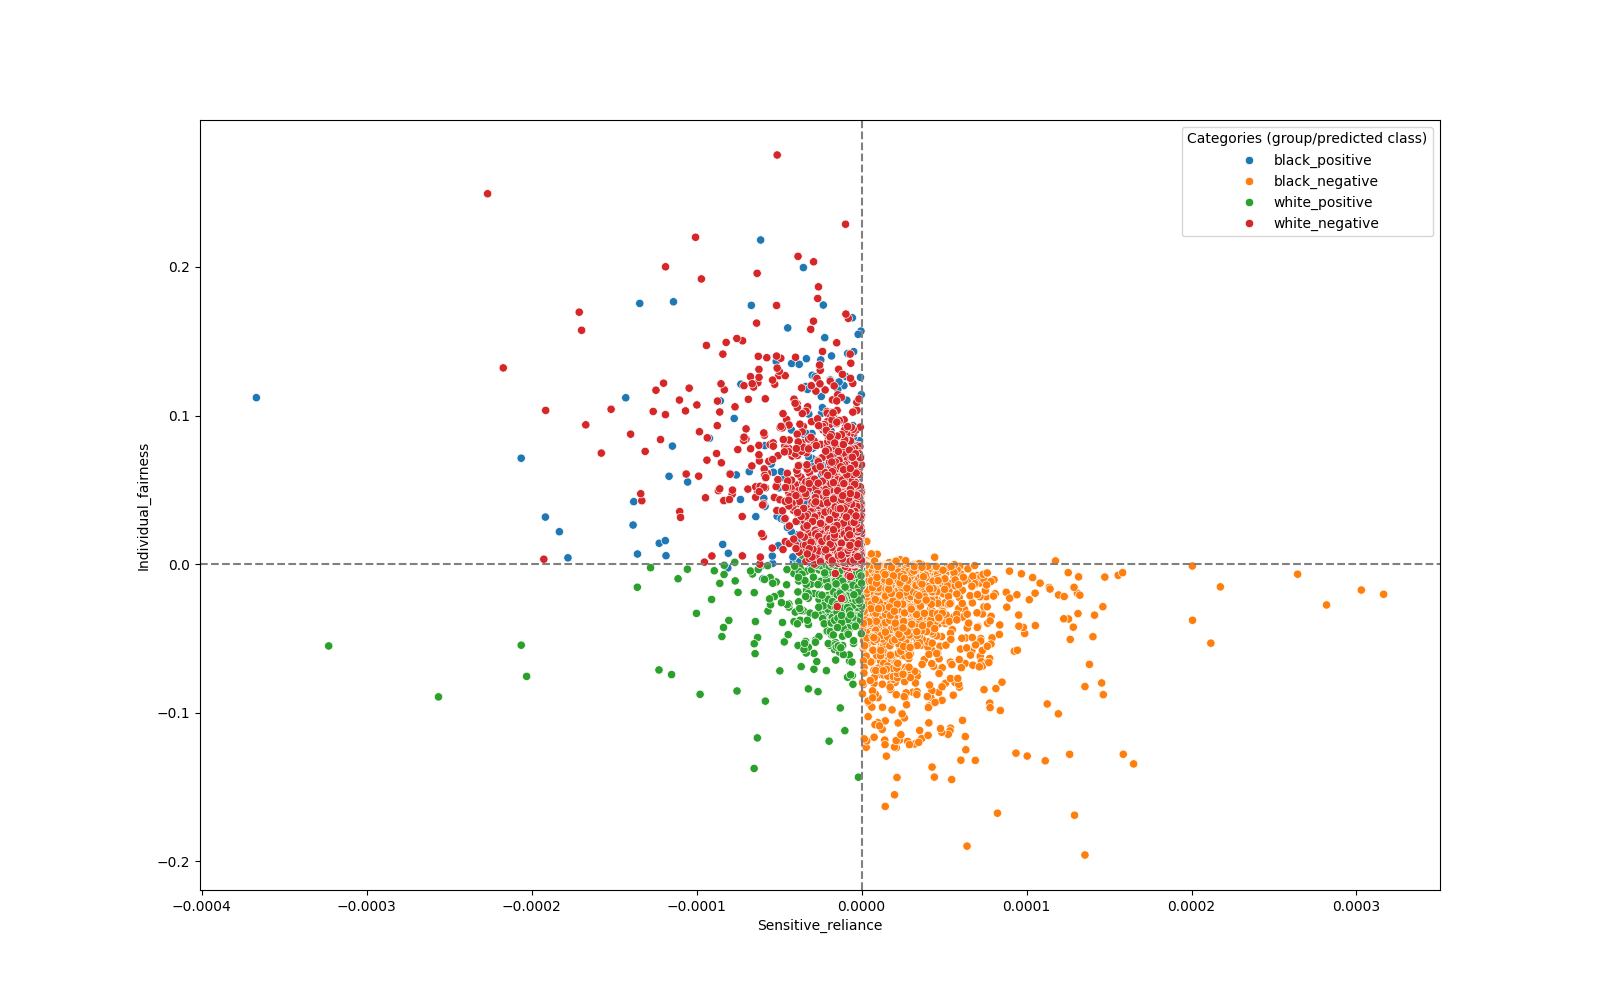 Categories (group/predicted class)
black_positive
black_negative
white_positive
white_negative
Individual_fairness
0.2
0.1
0.0
−0.1
−0.2
−0.0004
−0.0003
−0.0002
−0.0001
0.0000
0.0001
0.0002
0.0003
Sensitive_reliance